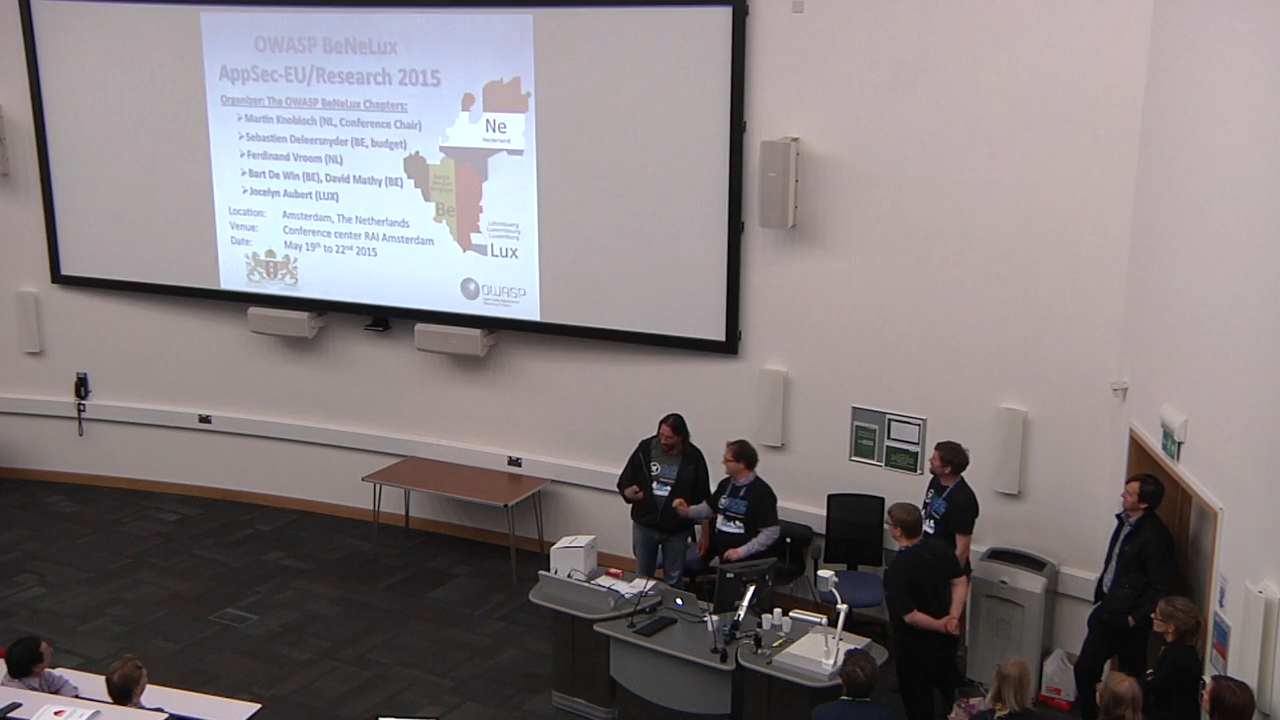 OWASP BeNeLux
AppSec-EU/Research 2015
Organizer: The OWASP BeNeLux Chapters:
➢Martin Knobloch (NL, Conference Chair)
➢Sebastien Deleersnyder (BE, budget)
➢Ferdinand Vroom (NL)
➢Bart De Win (BE), David Mathy (BE)
➢Jocelyn Aubert (LUX)
Location: Amsterdam, The Netherlands
Venue: Conference center RAI Amsterdam
Date: May 19th to 22nd 2015
Ne
Nederland
Be
Lux
OWASP